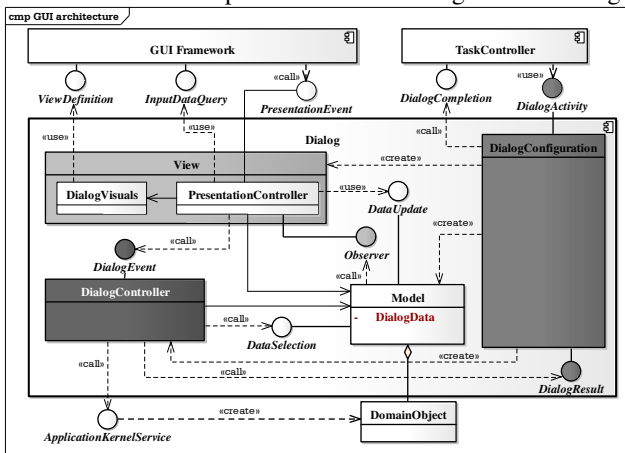 cmp GUI architecture
GUI Framework
TaskController
«call»
«use»
ViewDefinition
InputDataQuery
PresentationEvent
DialogCompletion
DialogActivity
«use»
«use»
«call»
Dialog
DialogConfiguration
View
«create»
DialogVisuals
PresentationController
«use»
DataUpdate
«create»
«call»
Observer
DialogEvent
«call»
DialogController
Model
- DialogData
«call»
DataSelection
«call»
«create»
«call»
DialogResult
«create»
DomainObject
ApplicationKernelService